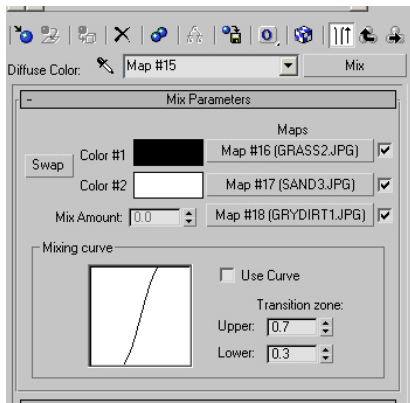 Diffuse Color: Map #15 Mix
- Mix Parameters
Maps
Swap
Color #1 Map #16 (GRASS2.JPG)
Color #2 Map #17 (SAND3.JPG)
Mix Amount: 0.0 Map #18 (GRYDIRT1.JPG)
Mixing curve
Use Curve
Transition zone:
Upper: 0.7
Lower: 0.3